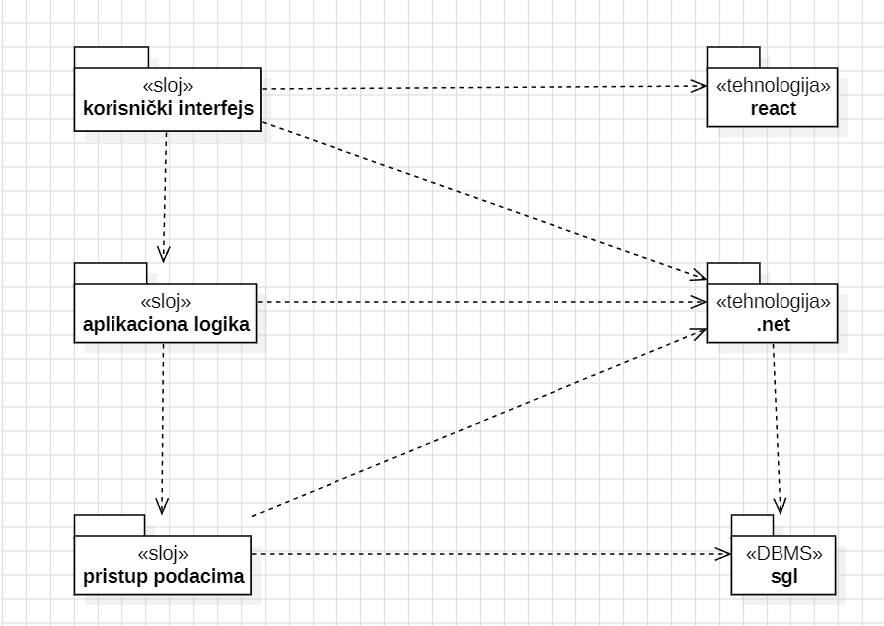 «sloj»
korisnički interfejs
«tehnologija»
react
«sloj»
aplikaciona logika
«tehnologija»
.net
«sloj»
pristup podacima
«DBMS»
sgl